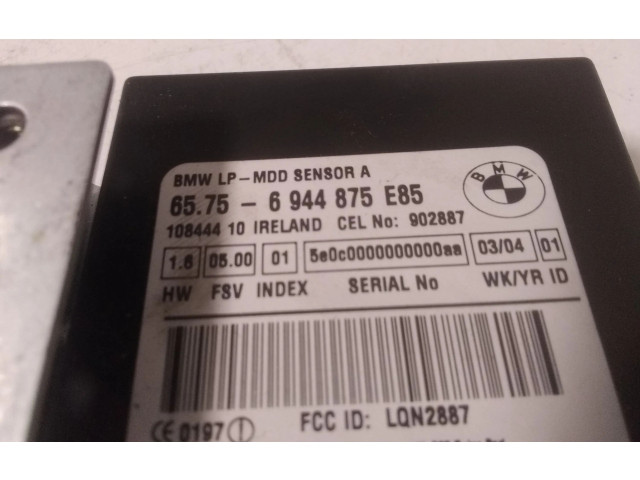 BMW LP-MDD SENSOR A
65.75 - 6 944 875 E85
108444 10 IRELAND CEL No: 902887
1.6 05.00 01 5e0c0000000000aa 03/04 01
HW FSV INDEX SERIAL No WK/YR ID
BMW
FCC ID: LQN2887
CE 0197